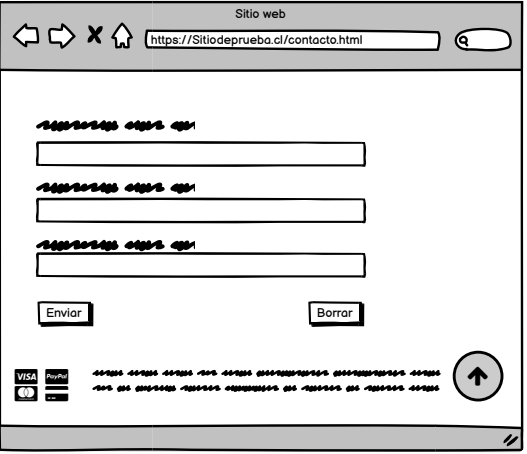 Sitio web
https://Sitiodeprueba.cl/contacto.html
Enviar
Borrar
VISA PayPal